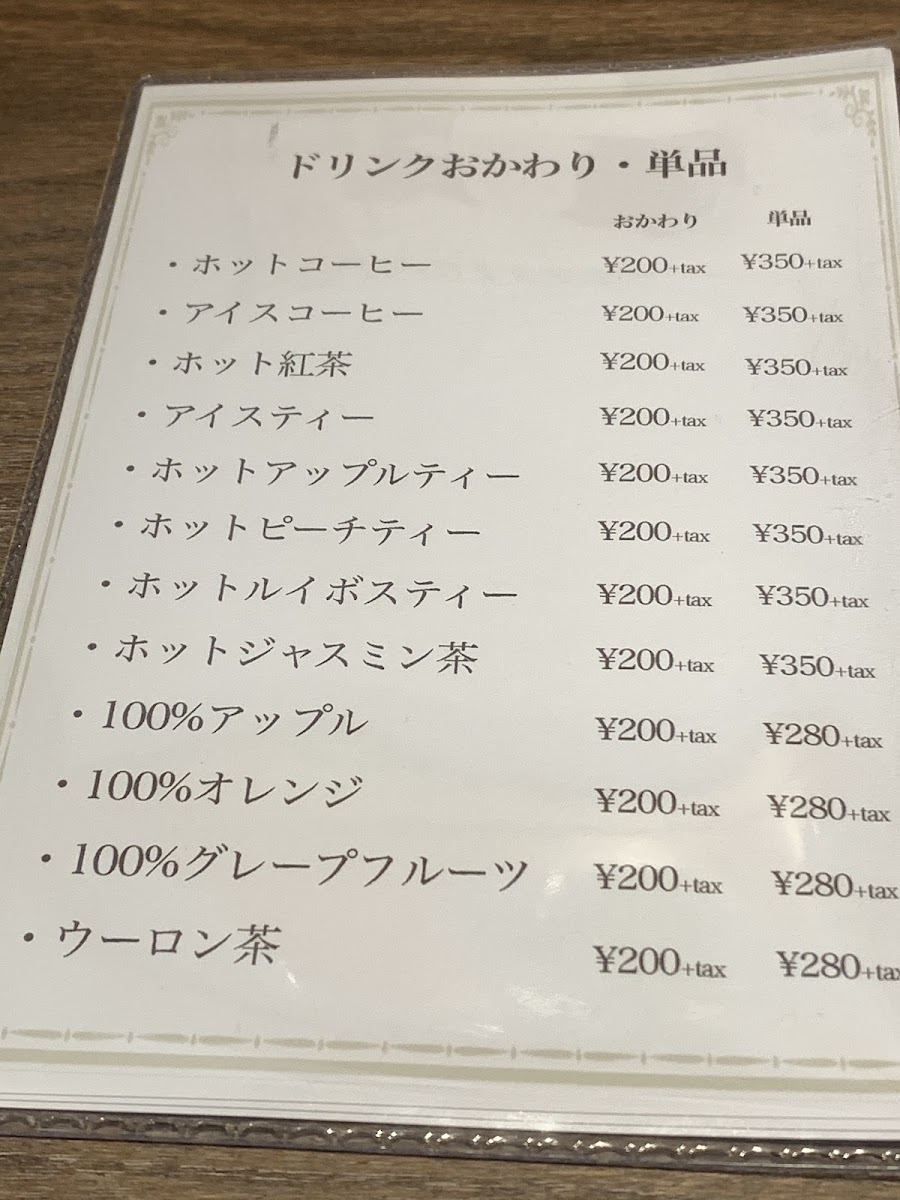 ドリンクおかわり・単品
おかわり 単品
・ホットコーヒー ¥200+tax ¥350+tax
・アイスコーヒー ¥200+tax ¥350+tax
・ホット紅茶 ¥200+tax ¥350+tax
・アイスティー ¥200+tax ¥350+tax
・ホットアップルティー ¥200+tax ¥350+tax
・ホットピーチティー ¥200+tax ¥350+tax
・ホットルイボスティー ¥200+tax ¥350+tax
・ホットジャスミン茶 ¥200+tax ¥350+tax
・100%アップル ¥200+tax ¥280+tax
・100%オレンジ ¥200+tax ¥280+tax
・100%グレープフルーツ ¥200+tax ¥280+tax
・ウーロン茶 ¥200+tax ¥280+tax